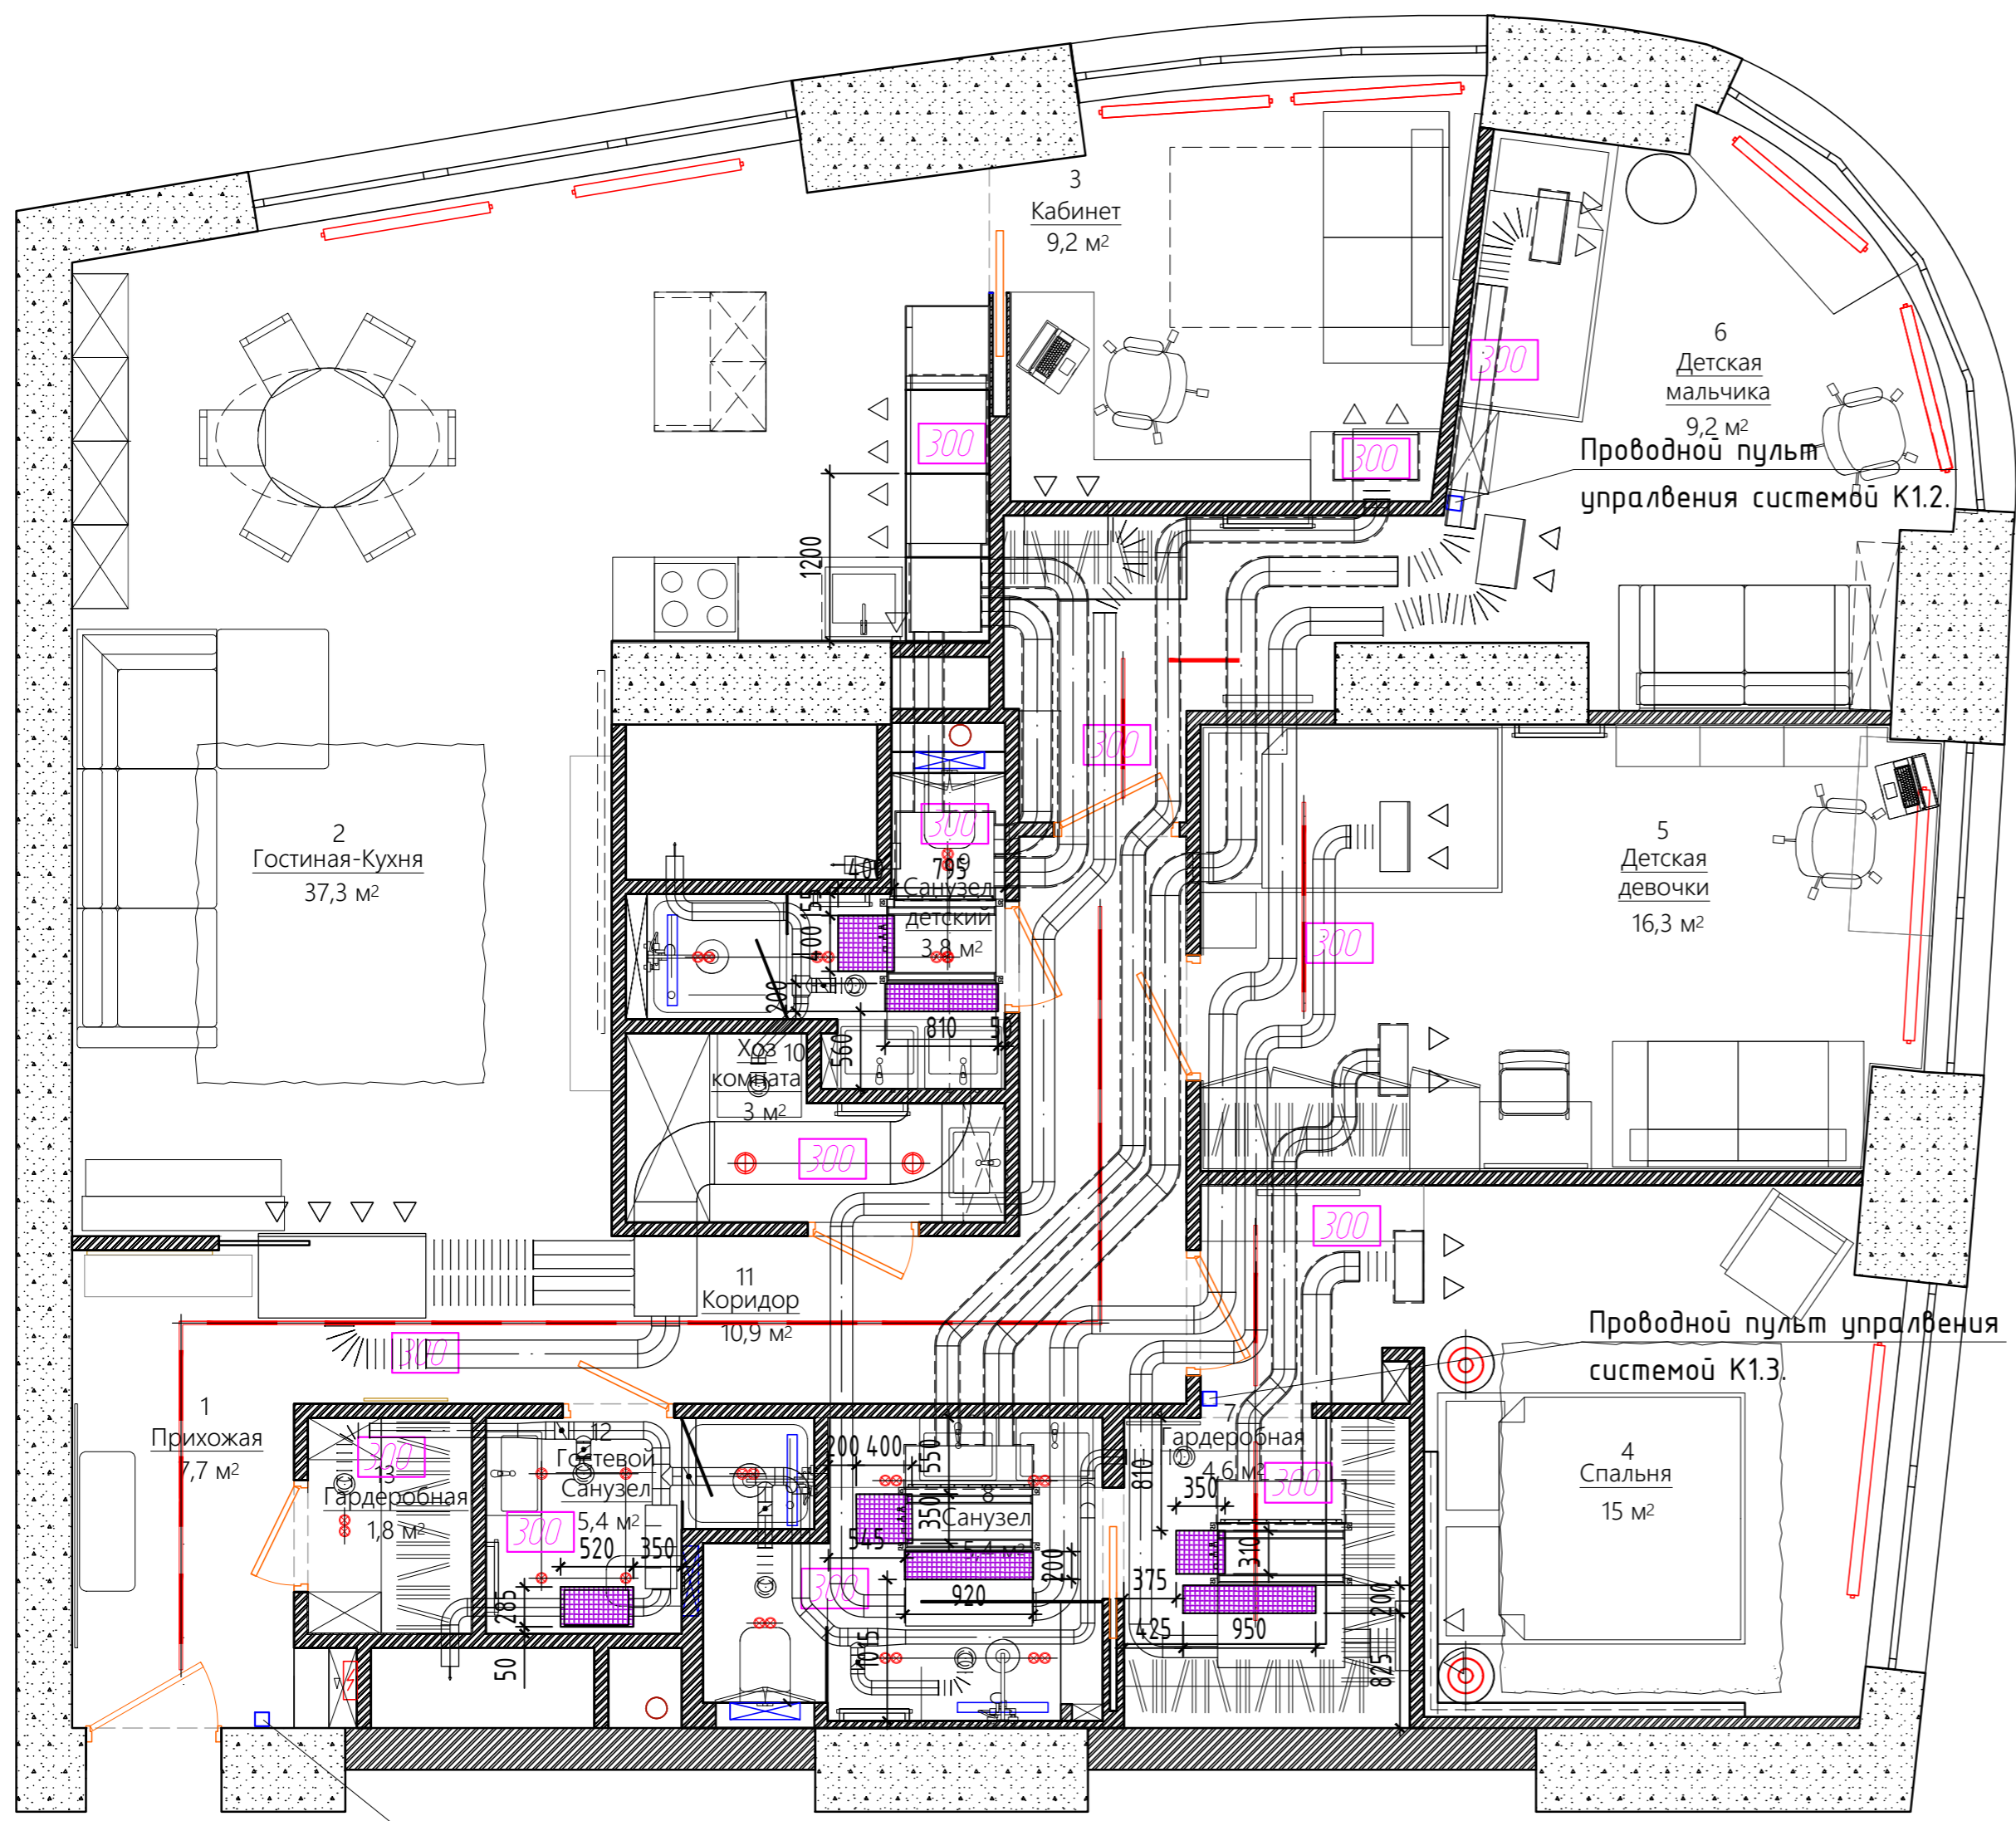 3
Кабинет
9,2 м²
300
6
Детская
мальчика
9,2 м²
Проводной пульт
упралвения системой К1.2.
300
300
1200
2
Гостиная-Кухня
37,3 м²
300
300
400
795
9
Санузел
детский
3,8 м²
155
400
200
810
560
Хоз
10
комната
3 м²
300
5
Детская
девочки
16,3 м²
300
300
11
Коридор
10,9 м²
300
Проводной пульт упралвения
системой К1.3.
1
Прихожая
7,7 м²
300
13
Гардеробная
1,8 м²
12
Гостевой
Санузел
5,4 м²
300
520
350
285
50
200
400
550
350
8
Санузел
5,4 м²
545
300
920
200
1015
7
Гардеробная
4,6 м²
300
810
350
310
375
425
950
200
825
4
Спальня
15 м²